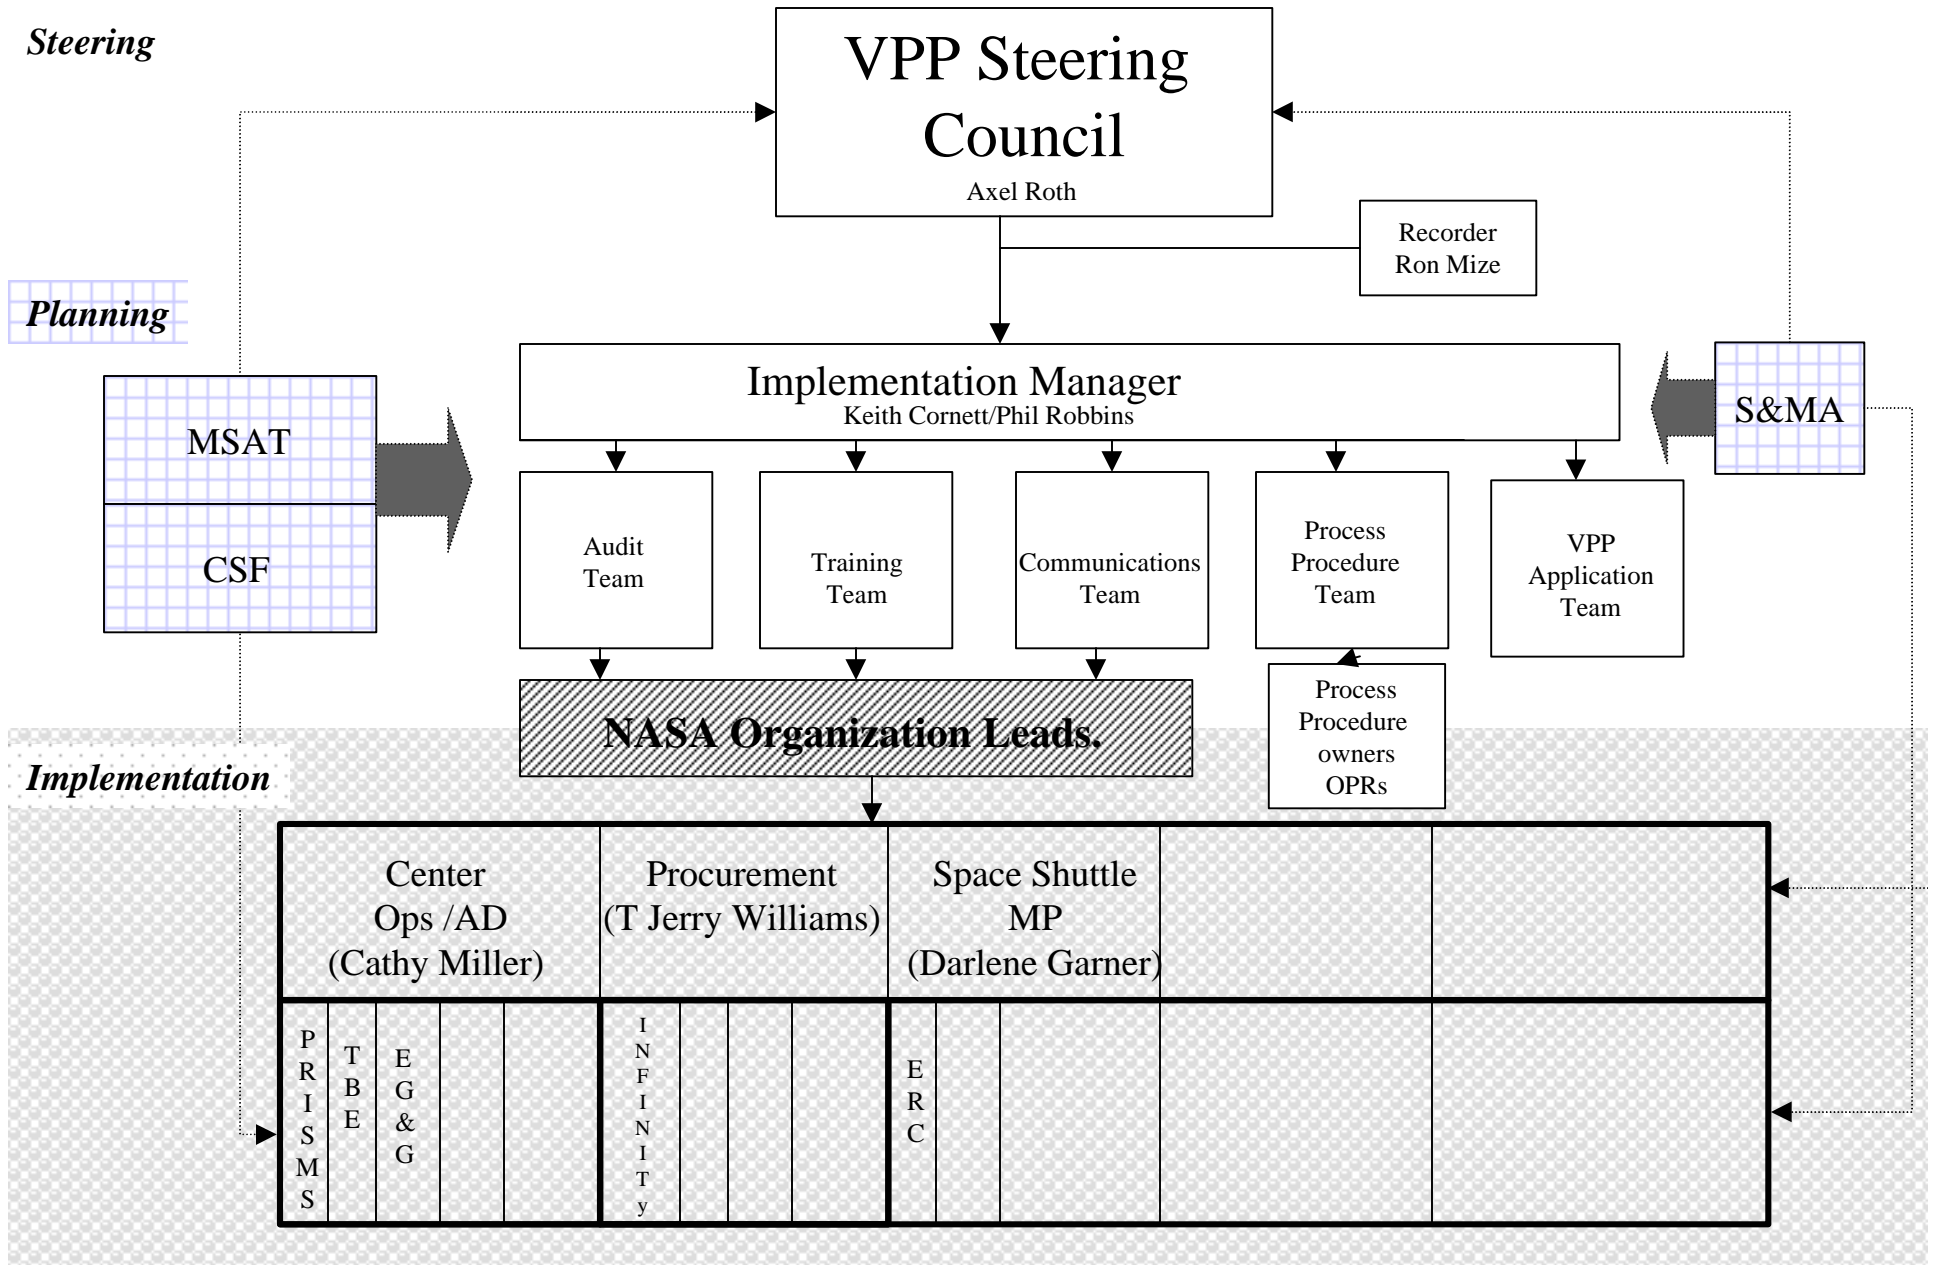 Steering
VPP Steering
Council
Axel Roth
Recorder
Ron Mize
Planning
Implementation Manager
Keith Cornett/Phil Robbins
MSAT
CSF
S&MA
Audit
Team
Training
Team
Communications
Team
Process
Procedure
Team
VPP
Application
Team
NASA Organization Leads.
Process
Procedure
owners
OPRs
Implementation
Center
Ops /AD
(Cathy Miller)
Procurement
(T Jerry Williams)
Space Shuttle
MP
(Darlene Garner)
P
R
I
S
M
S
T
B
E
E
G
&
G
I
N
F
I
N
I
T
y
E
R
C